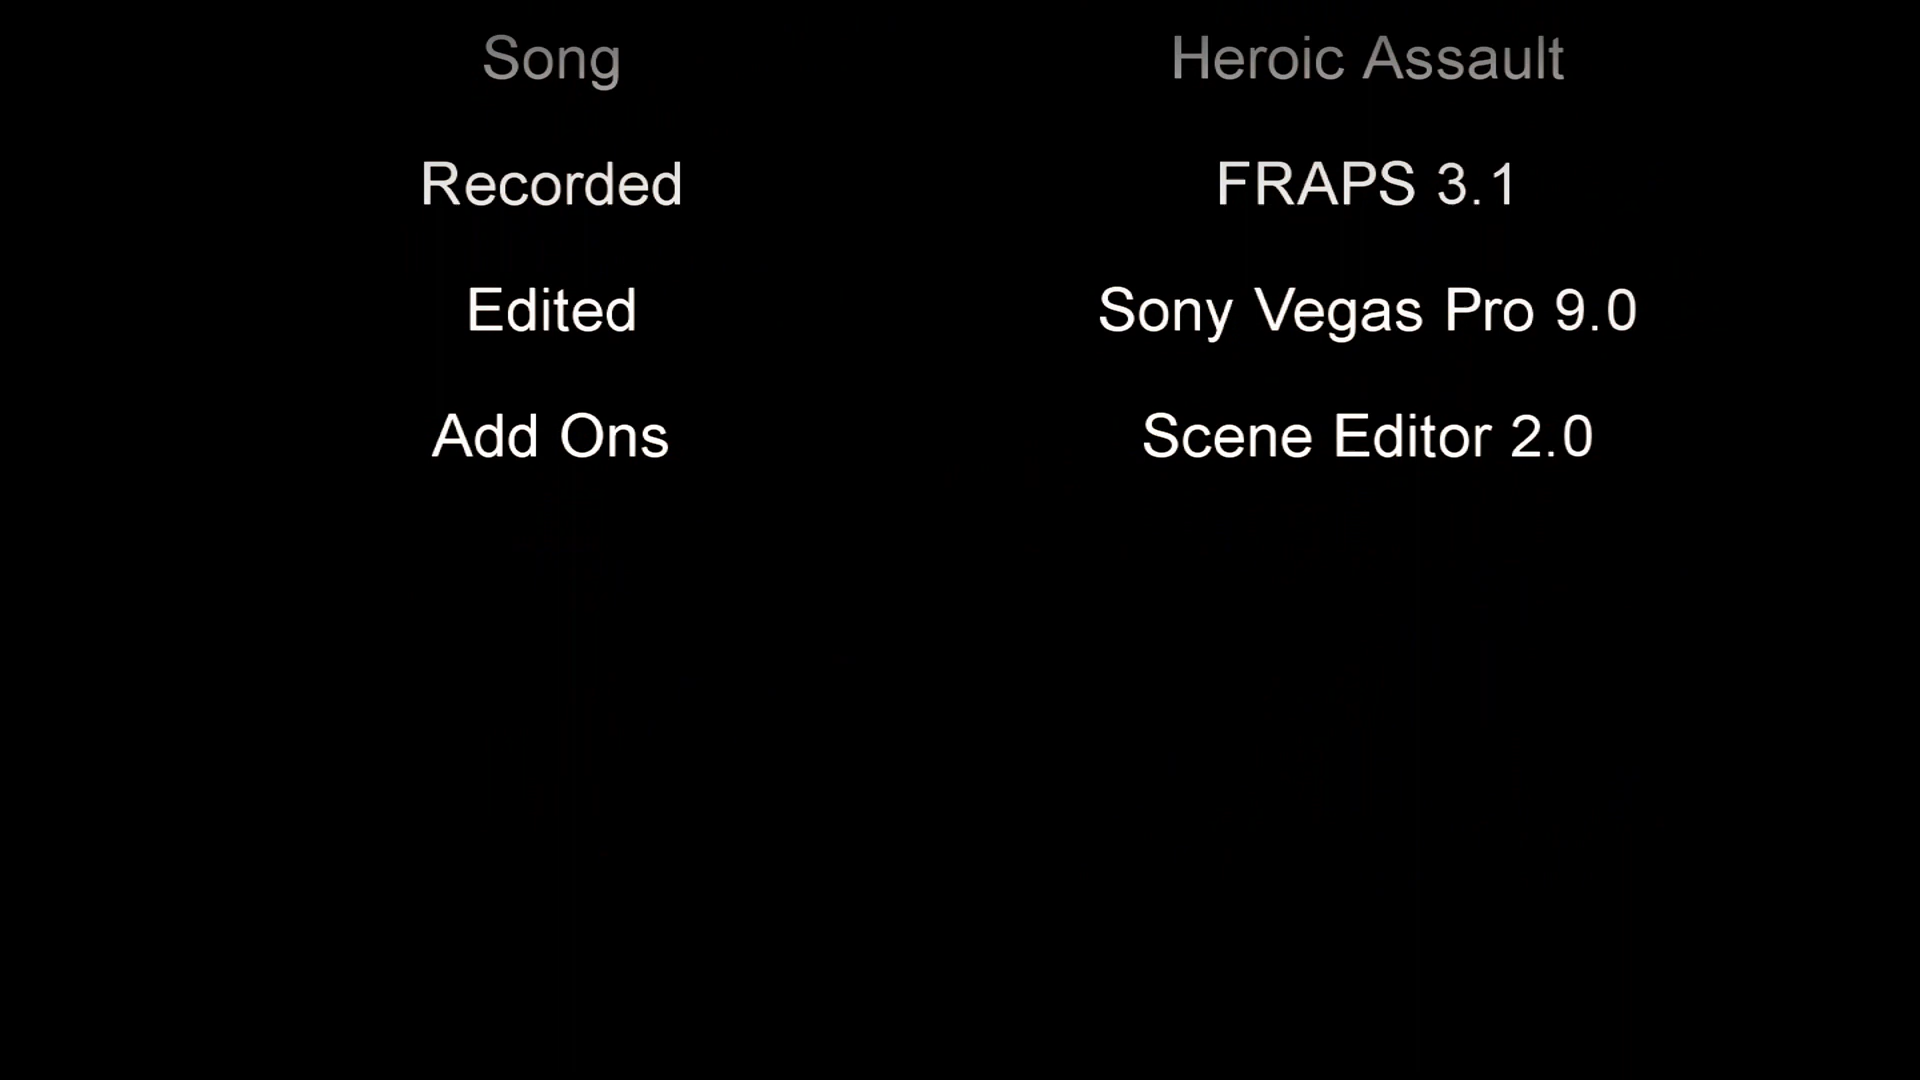 Song Heroic Assault
Recorded FRAPS 3.1
Edited Sony Vegas Pro 9.0
Add Ons Scene Editor 2.0